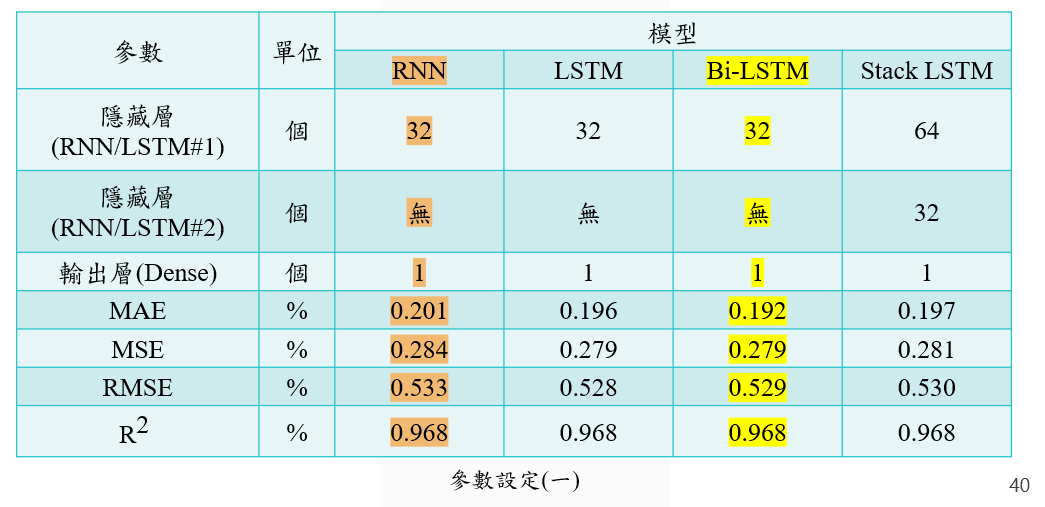 參數 單位 模型
RNN LSTM Bi-LSTM Stack LSTM
隱藏層
(RNN/LSTM#1) 個 32 32 32 64
隱藏層
(RNN/LSTM#2) 個 無 無 無 32
輸出層(Dense) 個 1 1 1 1
MAE % 0.201 0.196 0.192 0.197
MSE % 0.284 0.279 0.279 0.281
RMSE % 0.533 0.528 0.529 0.530
R2 % 0.968 0.968 0.968 0.968
參數設定(一)
40